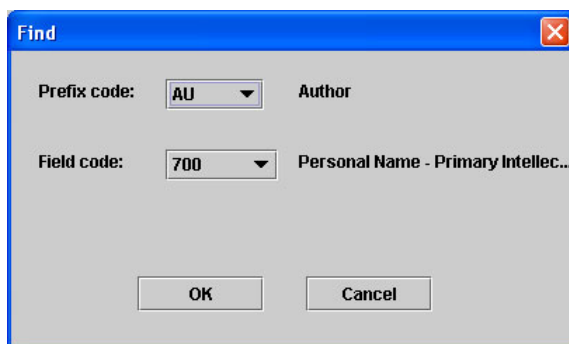 Find
Prefix code: AU Author
Field code: 700 Personal Name - Primary Intellec...
OK Cancel